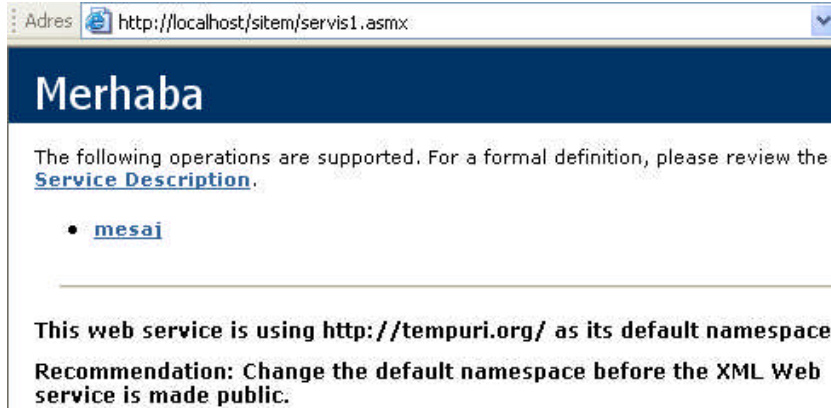 Adres http://localhost/sitem/servis1.asmx
Merhaba
The following operations are supported. For a formal definition, please review the
Service Description.
mesaj
This web service is using http://tempuri.org/ as its default namespace
Recommendation: Change the default namespace before the XML Web
service is made public.